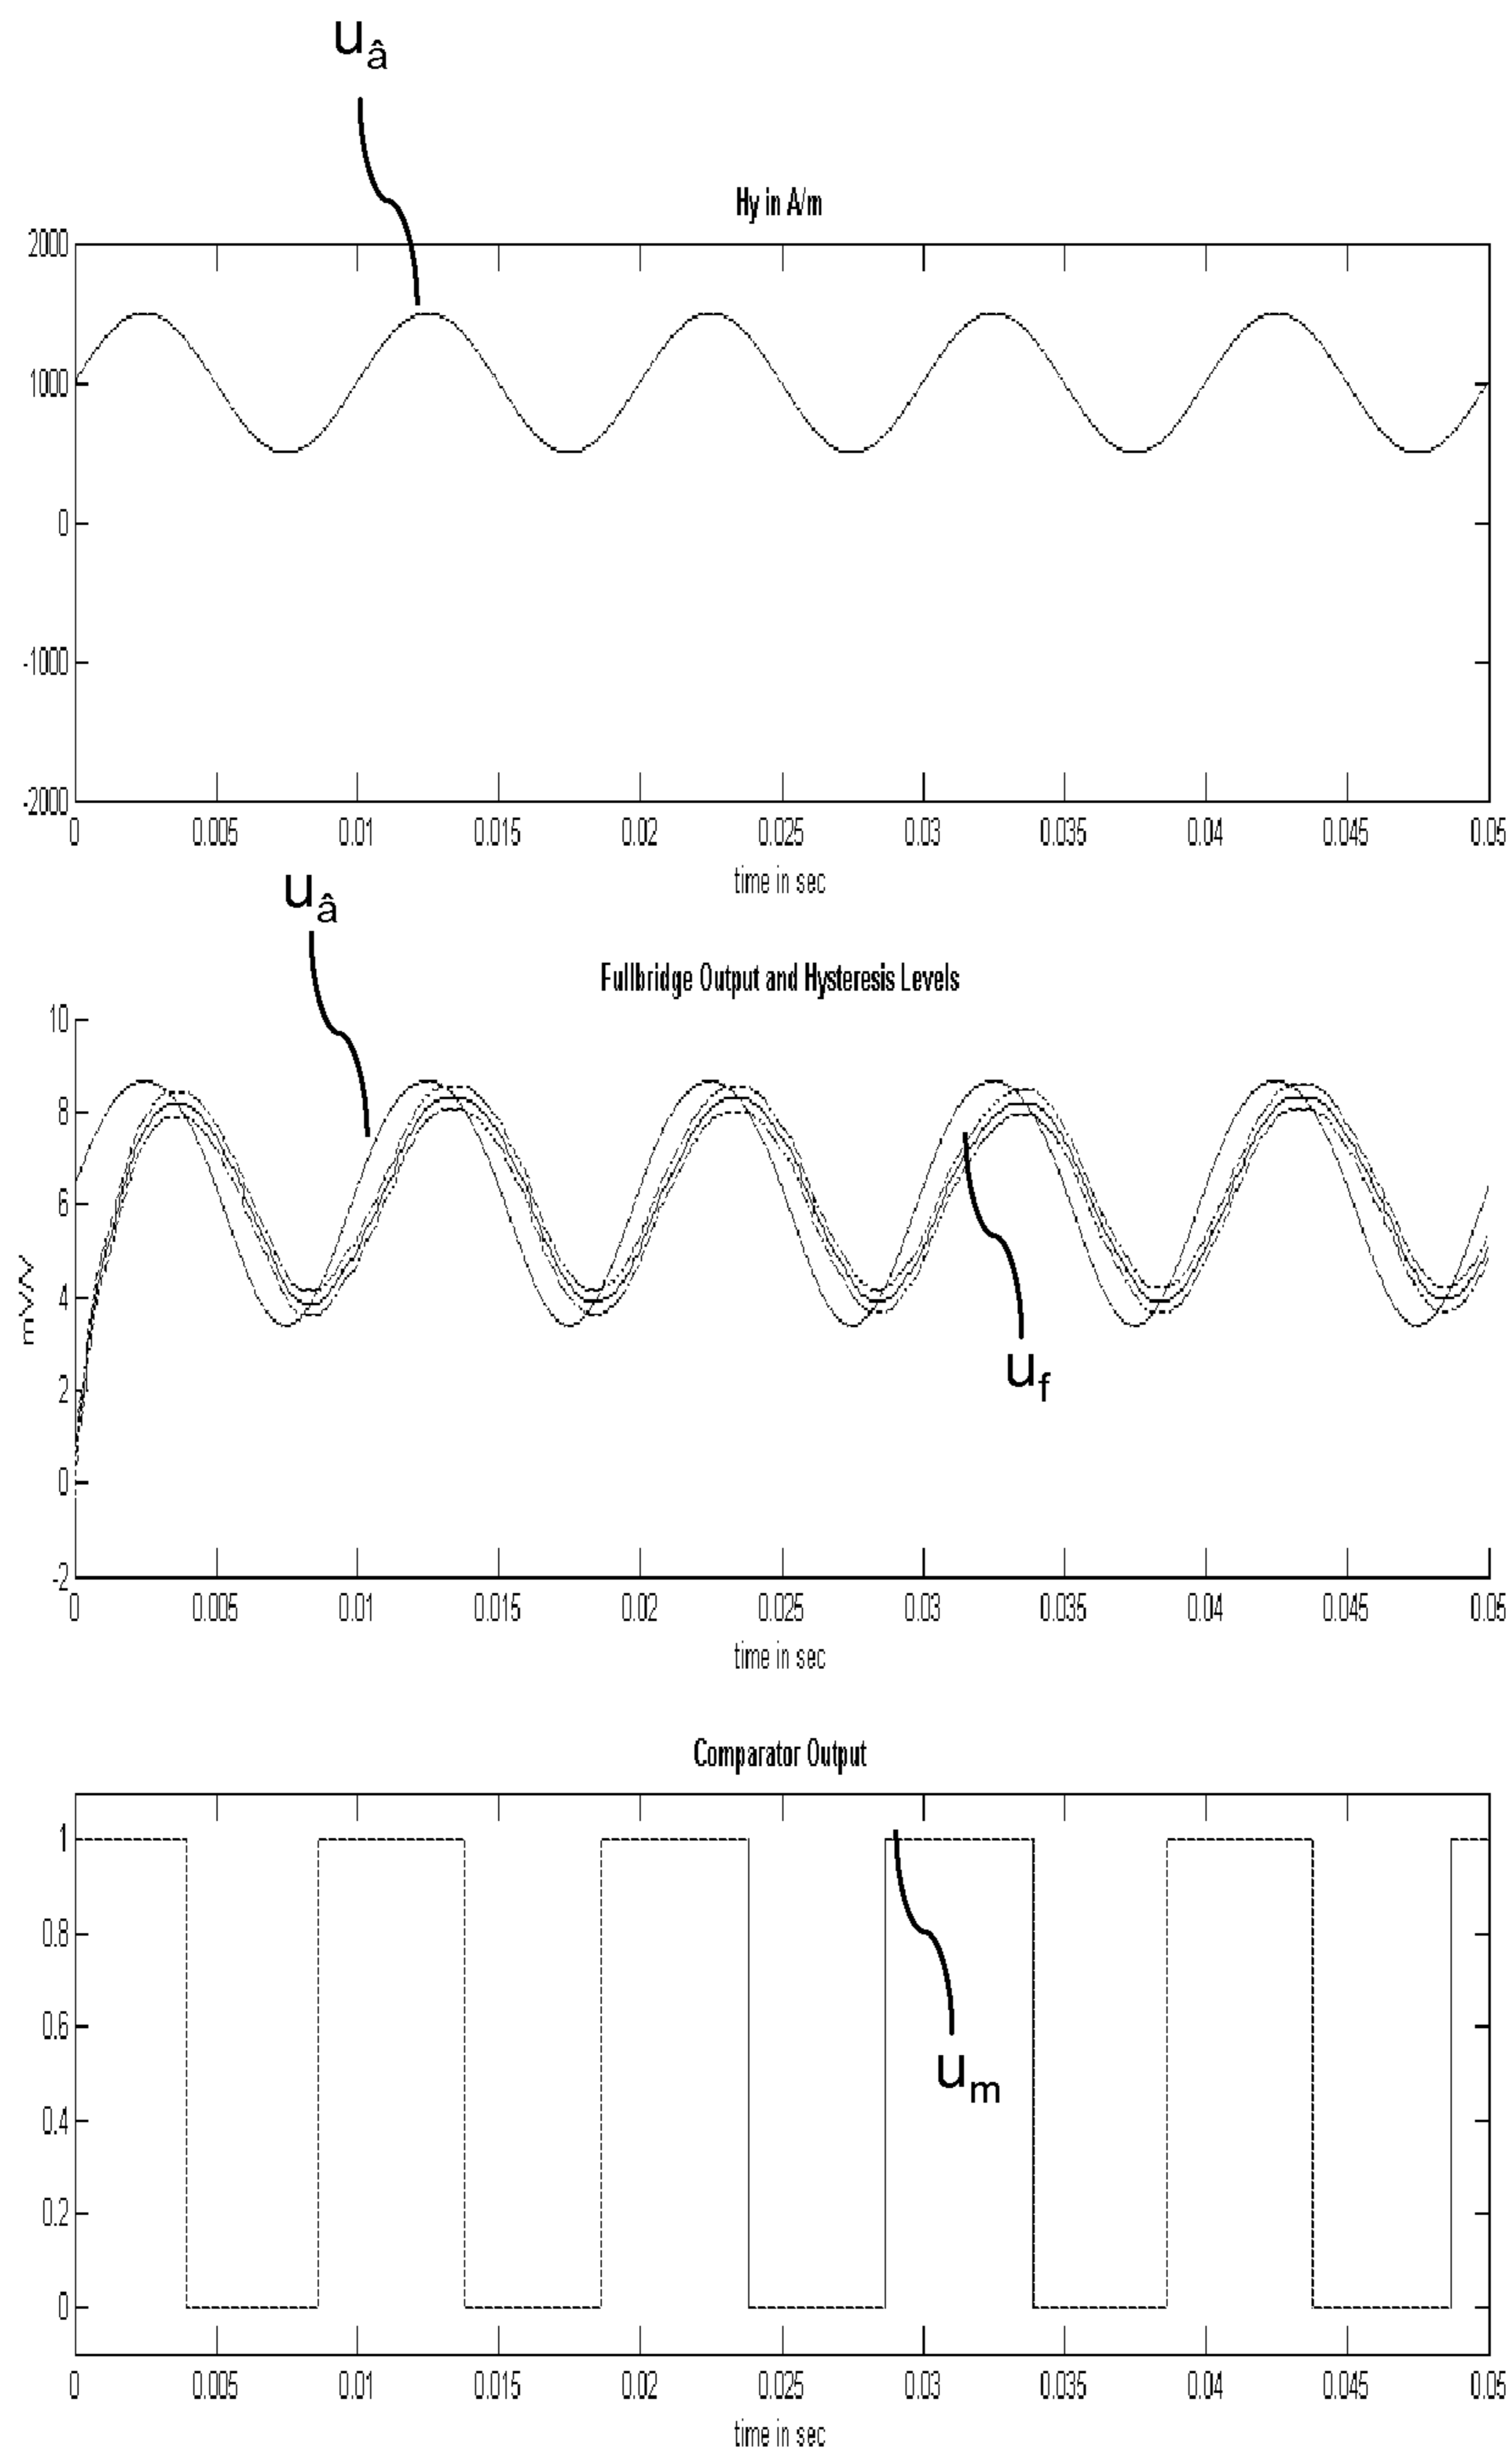 uâ
Hy in A/m
2000
1000
0
-1000
-2000
0 0.005 0.01 0.015 0.02 0.025 0.03 0.035 0.04 0.045 0.05
time in sec
uâ
Fullbridge Output and Hysteresis Levels
10
8
6
4
2
0
-2
mV/V
uf
0 0.005 0.01 0.015 0.02 0.025 0.03 0.035 0.04 0.045 0.05
time in sec
Comparator Output
1
0.8
0.6
0.4
0.2
0
um
0 0.005 0.01 0.015 0.02 0.025 0.03 0.035 0.04 0.045 0.05
time in sec